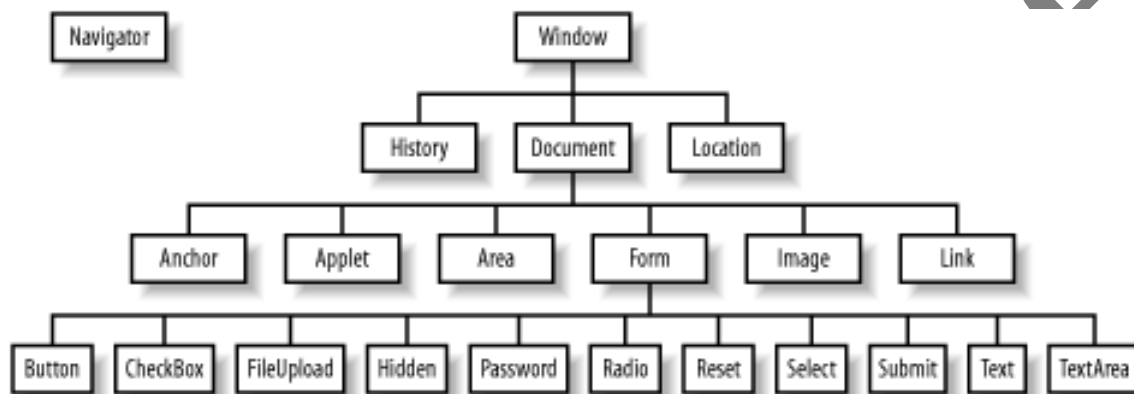 Navigator Window
History Document Location
Anchor Applet Area Form Image Link
Button CheckBox FileUpload Hidden Password Radio Reset Select Submit Text TextArea